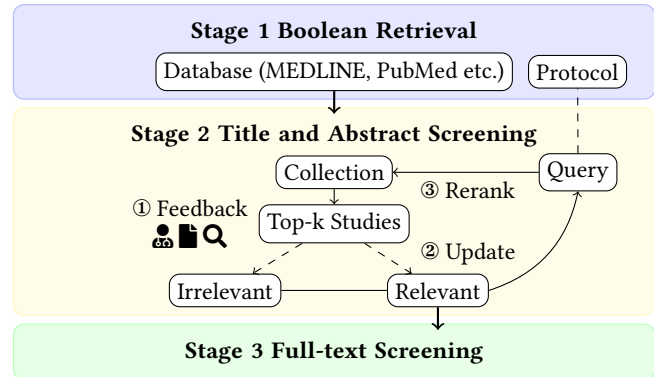 Stage 1 Boolean Retrieval
Database (MEDLINE, PubMed etc.)
Protocol
Stage 2 Title and Abstract Screening
Collection
Query
③ Rerank
① Feedback
Top-k Studies
② Update
Irrelevant
Relevant
Stage 3 Full-text Screening